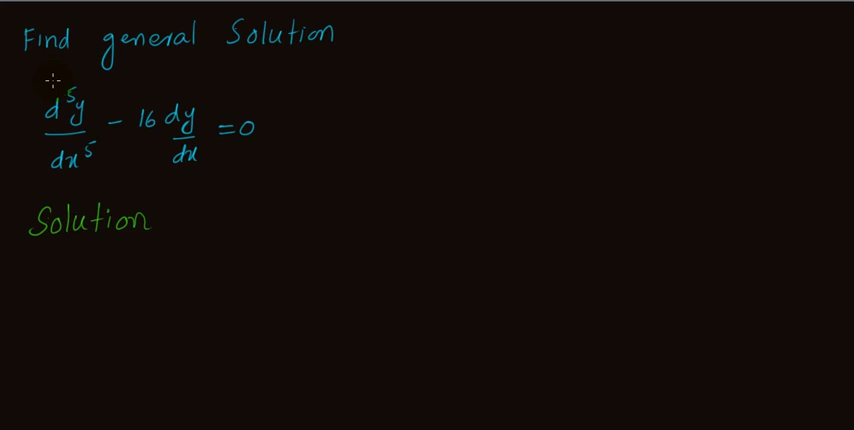 Find general Solution
d⁵y/dx⁵ - 16 dy/dx = 0
Solution